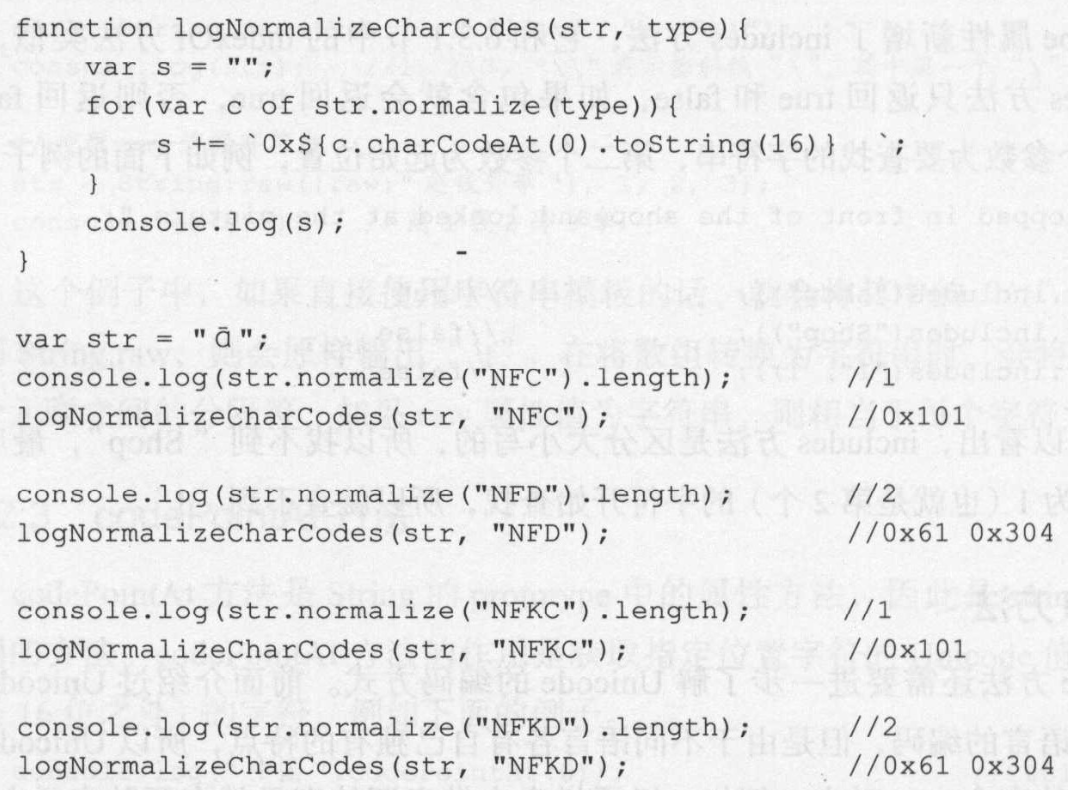 function logNormalizeCharCodes(str, type){
    var s = "";
    for(var c of str.normalize(type)){
        s += `0x${c.charCodeAt(0).toString(16)} `;
    }
    console.log(s);
}
var str = "ā";
console.log(str.normalize("NFC").length); //1
logNormalizeCharCodes(str, "NFC"); //0x101
console.log(str.normalize("NFD").length); //2
logNormalizeCharCodes(str, "NFD"); //0x61 0x304
console.log(str.normalize("NFKC").length); //1
logNormalizeCharCodes(str, "NFKC"); //0x101
console.log(str.normalize("NFKD").length); //2
logNormalizeCharCodes(str, "NFKD"); //0x61 0x304